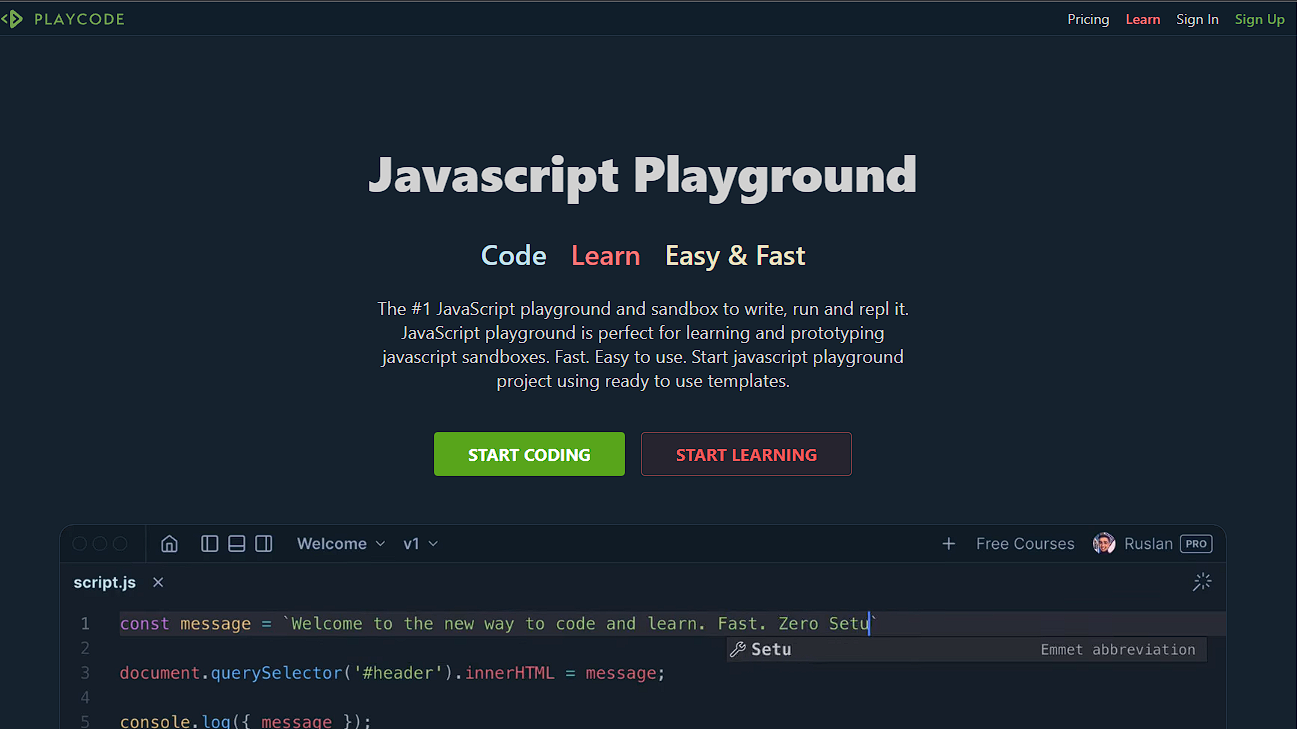 PLAYCODE
Pricing Learn Sign In Sign Up
Javascript Playground
Code Learn Easy & Fast
The #1 JavaScript playground and sandbox to write, run and repl it.
JavaScript playground is perfect for learning and prototyping
javascript sandboxes. Fast. Easy to use. Start javascript playground
project using ready to use templates.
START CODING START LEARNING
Welcome v1 + Free Courses Ruslan PRO
script.js
1 const message = `Welcome to the new way to code and learn. Fast. Zero Setu`
2 Setu Emmet abbreviation
3 document.querySelector('#header').innerHTML = message;
4
5 console.log({ message });